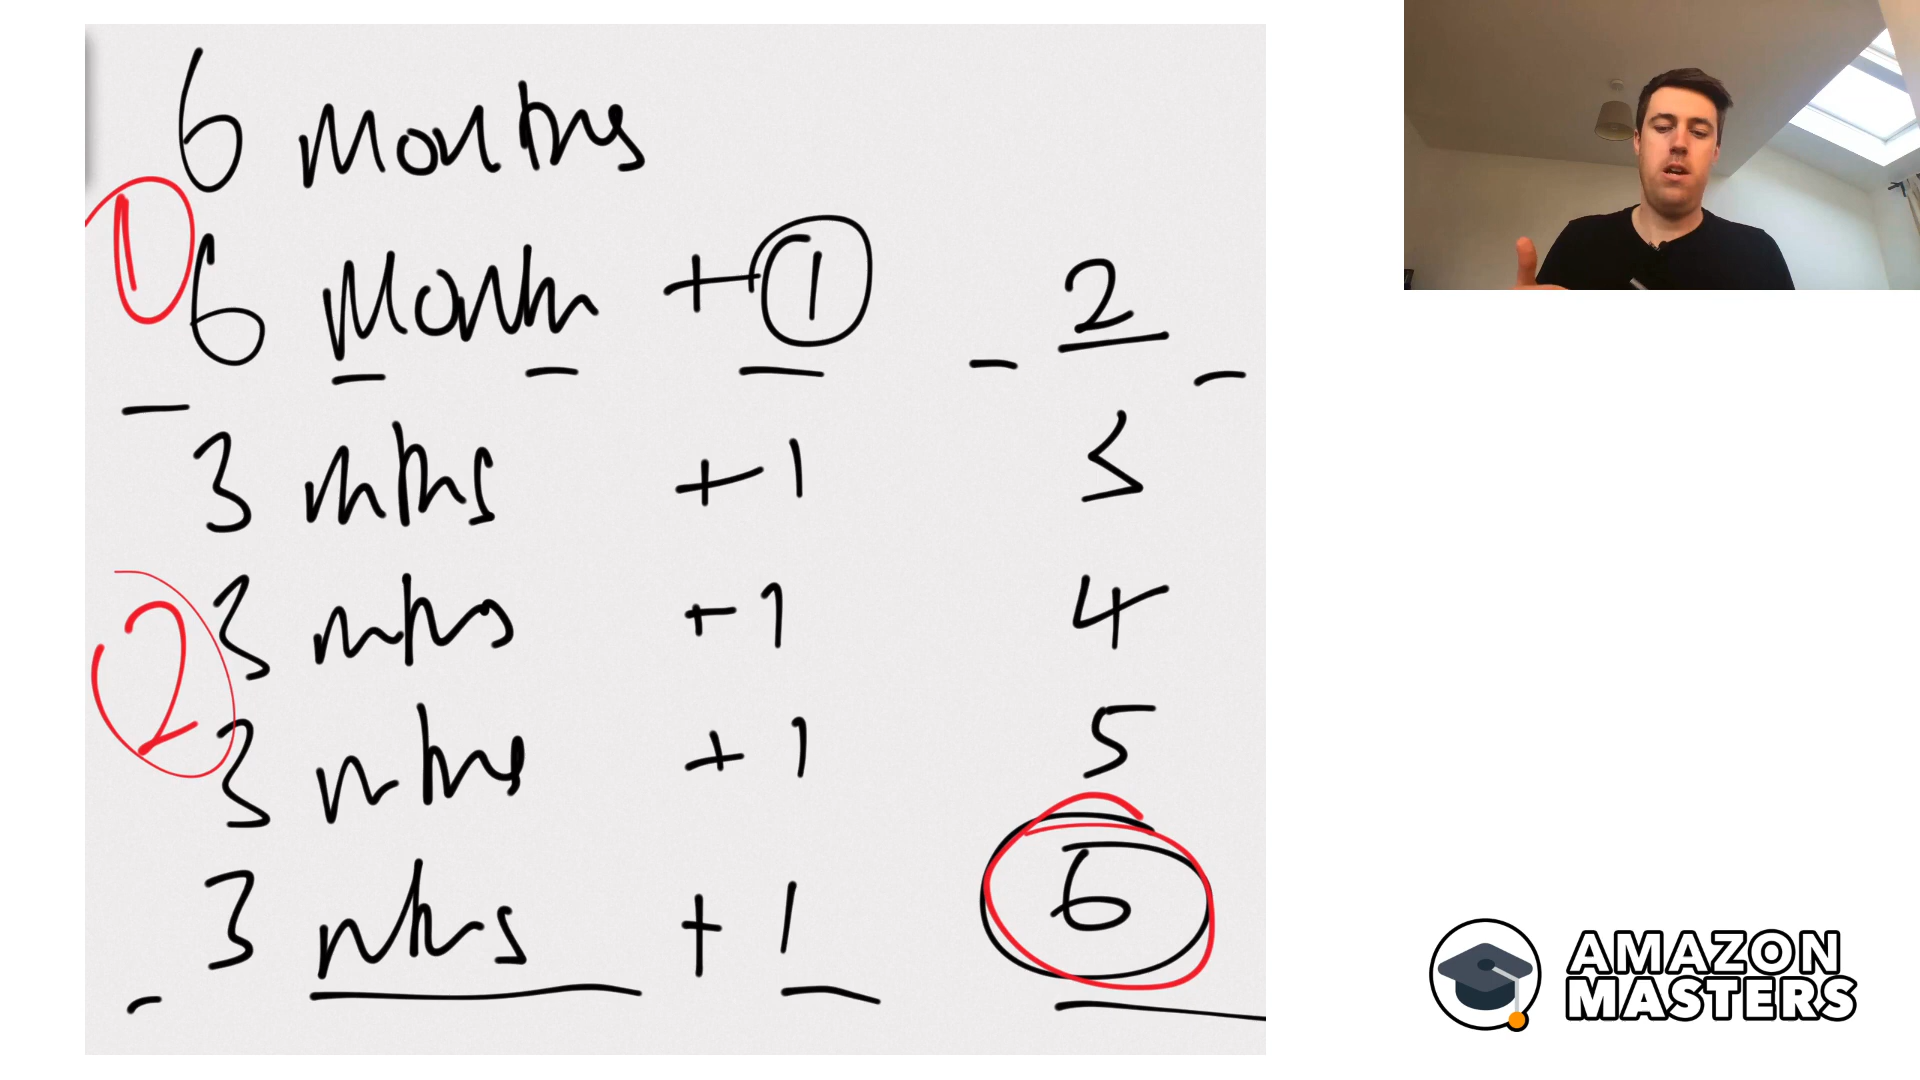 6 months
1
6 months +1 2
3 mths +1 3
3 mths +1 4
2
3 mths +1 5
3 mths +1 6
AMAZON
MASTERS